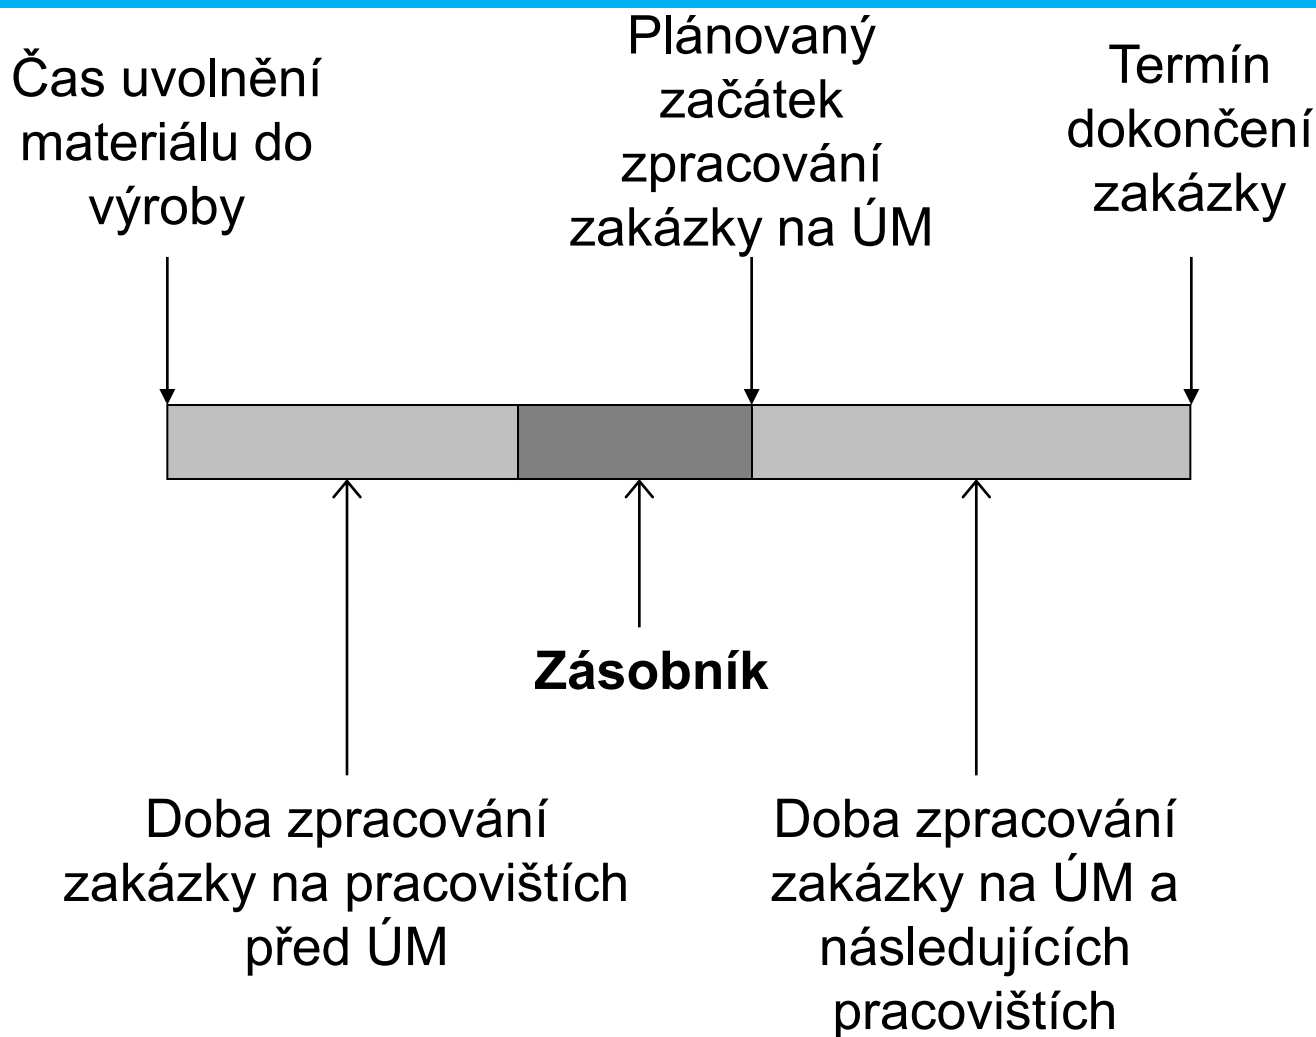 Čas uvolnění
materiálu do
výroby
Plánovaný
začátek
zpracování
zakázky na ÚM
Termín
dokončení
zakázky
Zásobník
Doba zpracování
zakázky na pracovištích
před ÚM
Doba zpracování
zakázky na ÚM a
následujících
pracovištích